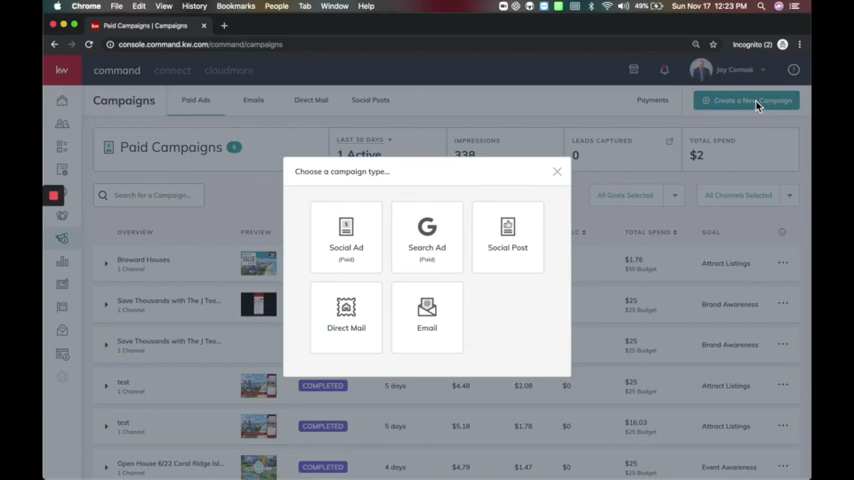 Chrome File Edit View History Bookmarks People Tab Window Help
49% Sun Nov 17 12:23 PM
kw Paid Campaigns | Campaigns
console.command.kw.com/command/campaigns
Incognito (2)
kw command connect cloudmore
Jay Cermak
Campaigns Paid Ads Emails Direct Mail Social Posts Payments Create a New Campaign
Paid Campaigns
LAST 30 DAYS IMPRESSIONS LEADS CAPTURED TOTAL SPEND
1 Active 338 0 $2
Choose a campaign type...
Search for a Campaign... All Goals Selected All Channels Selected
Social Ad
(Paid)
Search Ad
(Paid)
Social Post
Direct Mail
Email
OVERVIEW PREVIEW LC TOTAL SPEND GOAL
Broward Houses
1 Channel
$1.76
$50 Budget
Attract Listings
Save Thousands with The J Tea...
1 Channel
$25
$25 Budget
Brand Awareness
Save Thousands with The J Tea...
1 Channel
$25
$25 Budget
Brand Awareness
test
1 Channel
COMPLETED 5 days $4.48 $2.08 $0
$25
$25 Budget
Attract Listings
test
1 Channel
COMPLETED 5 days $5.18 $1.78 $0
$16.03
$25 Budget
Attract Listings
Open House 6/22 Coral Ridge Isl...
1 Channel
COMPLETED 4 days $4.79 $1.47 $0
$25
$25 Budget
Event Awareness